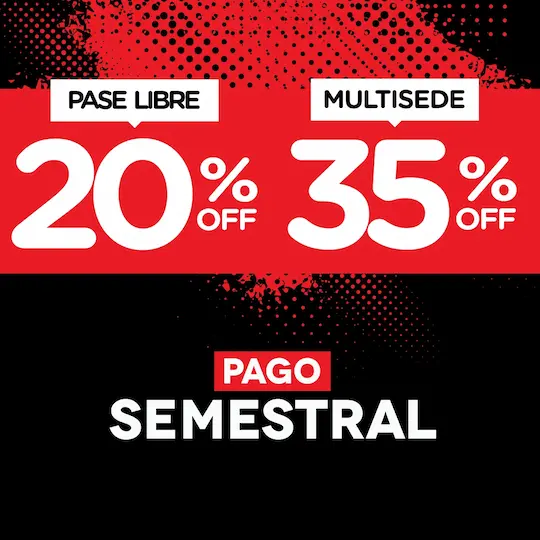 PASE LIBRE
20% OFF
MULTISEDE
35% OFF
PAGO
SEMESTRAL